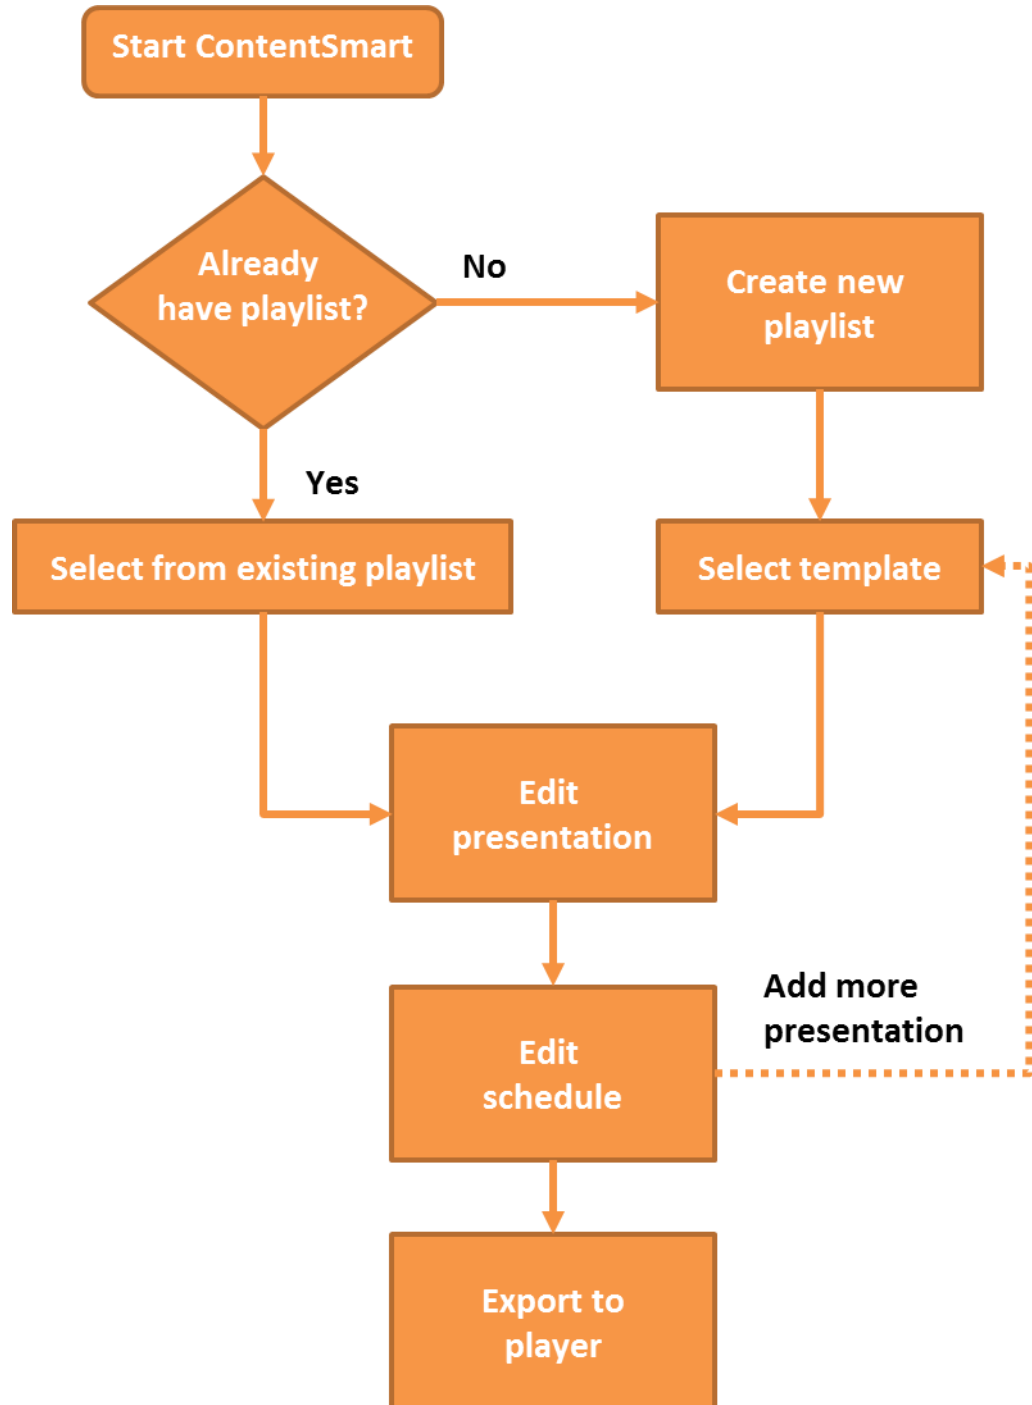 Start ContentSmart
Already
have playlist?
No
Create new
playlist
Yes
Select from existing playlist
Select template
Edit
presentation
Add more
presentation
Edit
schedule
Export to
player